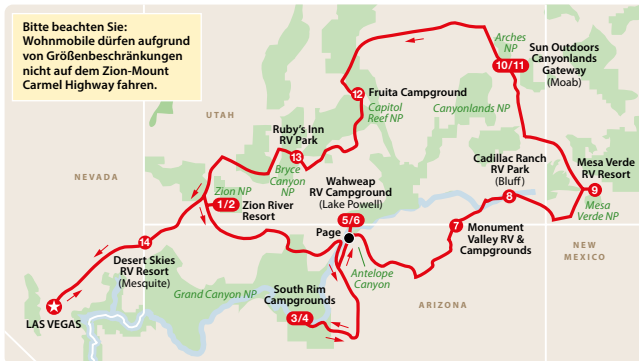 Bitte beachten Sie:
Wohnmobile dürfen aufgrund
von Größenbeschränkungen
nicht auf dem Zion-Mount
Carmel Highway fahren.
Arches
NP
10/11
Sun Outdoors
Canyonlands
Gateway
(Moab)
12
Fruita Campground
Capitol
Reef NP
Canyonlands NP
UTAH
Ruby's Inn
RV Park
13
Bryce
Canyon
NP
Cadillac Ranch
RV Park
(Bluff)
8
Mesa Verde
RV Resort
9
Mesa
Verde NP
NEVADA
Zion NP
1/2
Zion River
Resort
Wahweap
RV Campground
(Lake Powell)
5/6
Page
7
Monument
Valley RV &
Campgrounds
NEW
MEXICO
14
Desert Skies
RV Resort
(Mesquite)
Antelope
Canyon
Grand Canyon NP
South Rim
Campgrounds
3/4
ARIZONA
LAS VEGAS